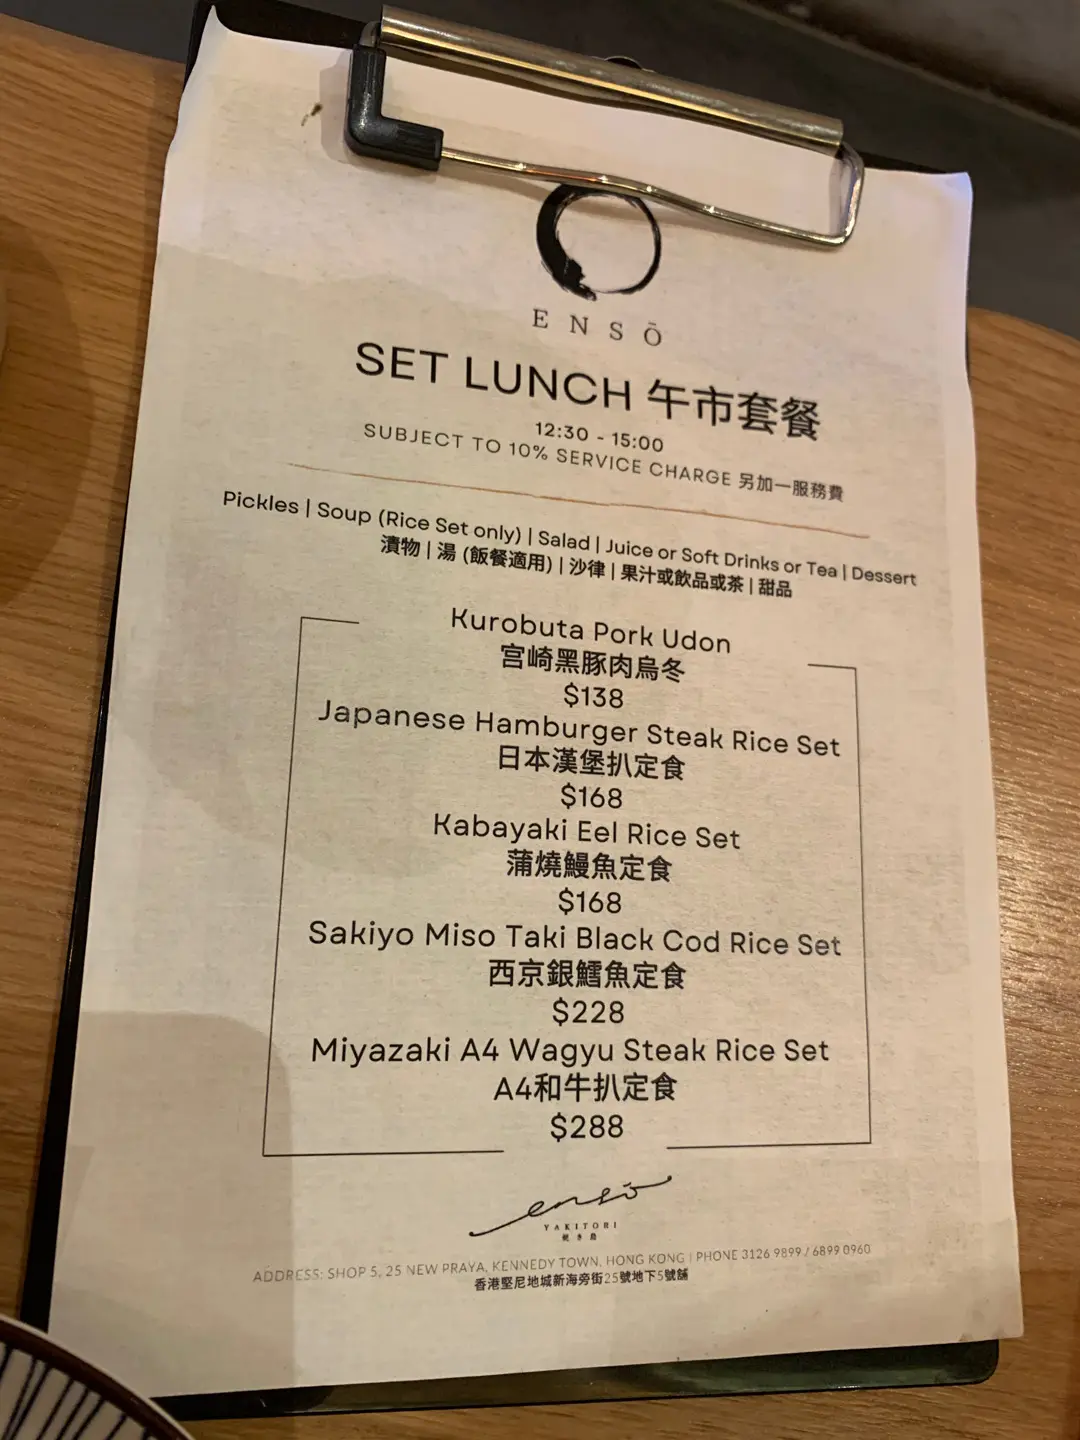 ENSŌ
SET LUNCH 午市套餐
12:30 - 15:00
SUBJECT TO 10% SERVICE CHARGE 另加一服務費
Pickles | Soup (Rice Set only) | Salad | Juice or Soft Drinks or Tea | Dessert
漬物 | 湯 (飯餐適用) | 沙律 | 果汁或飲品或茶 | 甜品
Kurobuta Pork Udon
宮崎黑豚肉烏冬
$138
Japanese Hamburger Steak Rice Set
日本漢堡扒定食
$168
Kabayaki Eel Rice Set
蒲燒鰻魚定食
$168
Sakiyo Miso Taki Black Cod Rice Set
西京銀鱈魚定食
$228
Miyazaki A4 Wagyu Steak Rice Set
A4和牛扒定食
$288
ensō
YAKITORI
焼き鳥
ADDRESS: SHOP 5, 25 NEW PRAYA, KENNEDY TOWN, HONG KONG | PHONE 3126 9899 / 6899 0960
香港堅尼地城新海旁街25號地下5號舖